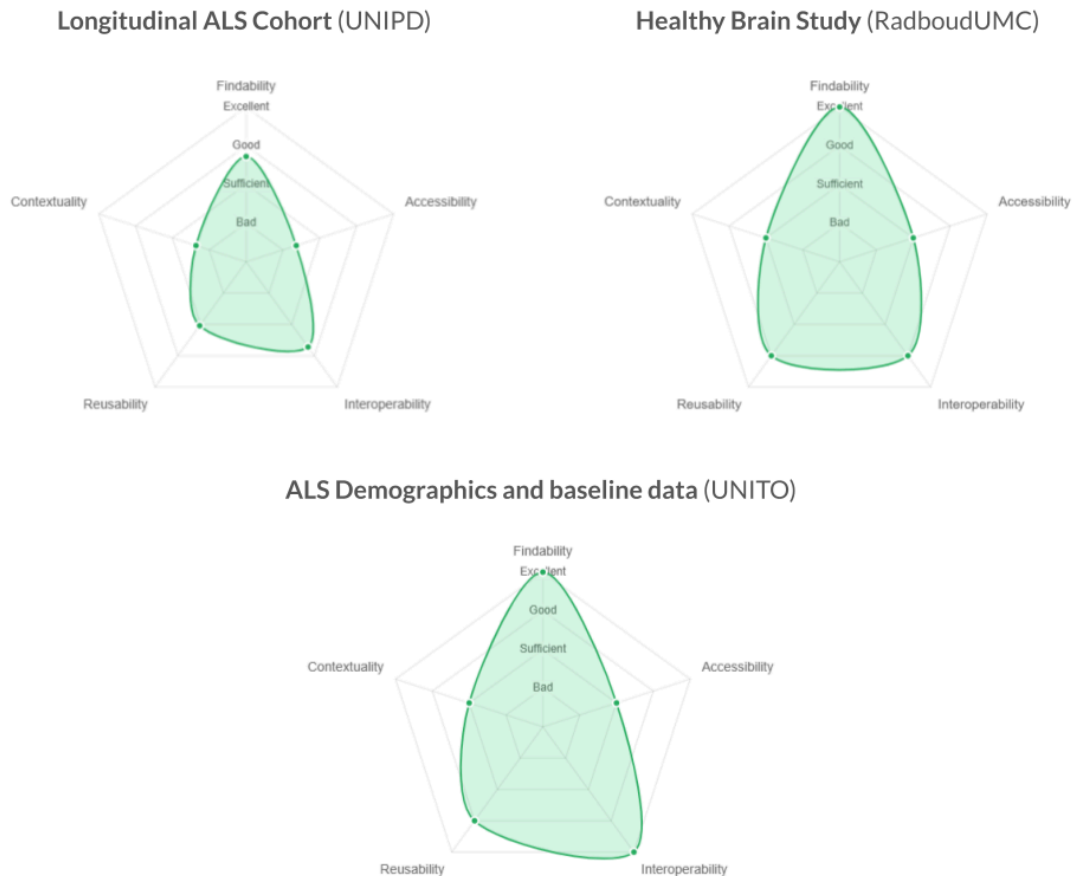 Longitudinal ALS Cohort (UNIPD)
Findability
Excellent
Good
Sufficient
Bad
Contextuality
Accessibility
Reusability
Interoperability
Healthy Brain Study (RadboudUMC)
Findability
Excellent
Good
Sufficient
Bad
Contextuality
Accessibility
Reusability
Interoperability
ALS Demographics and baseline data (UNITO)
Findability
Excellent
Good
Sufficient
Bad
Contextuality
Accessibility
Reusability
Interoperability